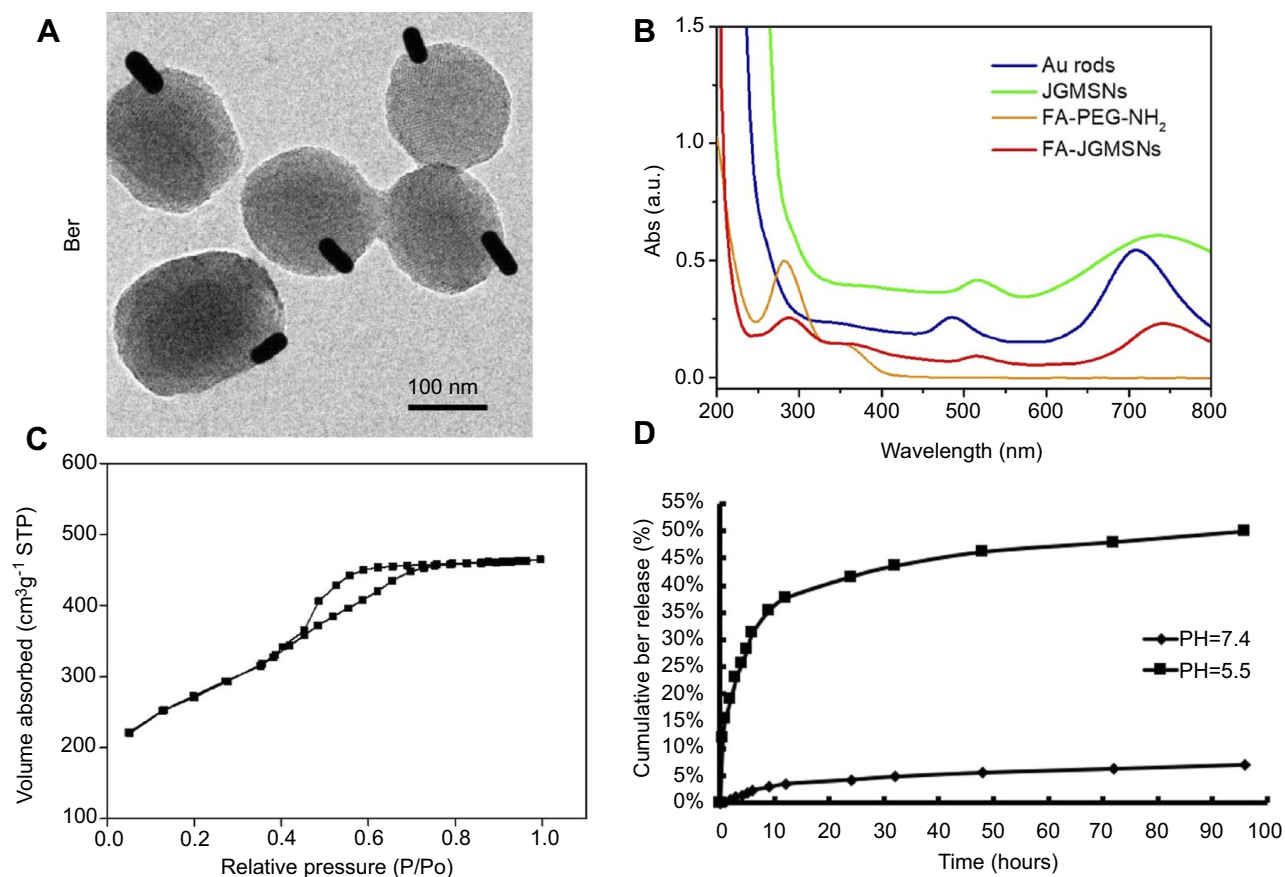 A
Ber
100 nm
B
1.5
1.0
0.5
0.0
Abs (a.u.)
Au rods
JGMSNs
FA-PEG-NH₂
FA-JGMSNs
200 300 400 500 600 700 800
Wavelength (nm)
C
600
500
400
300
200
100
Volume absorbed (cm³g⁻¹ STP)
0.0 0.2 0.4 0.6 0.8 1.0
Relative pressure (P/Po)
D
55%
50%
45%
40%
35%
30%
25%
20%
15%
10%
5%
0%
Cumulative ber release (%)
PH=7.4
PH=5.5
0 10 20 30 40 50 60 70 80 90 100
Time (hours)